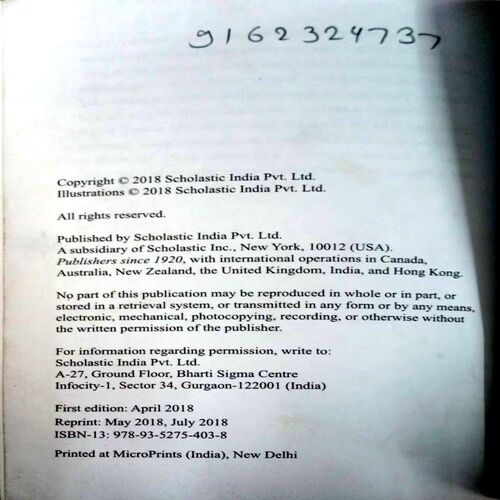 9162324737
Copyright © 2018 Scholastic India Pvt. Ltd.
Illustrations © 2018 Scholastic India Pvt. Ltd.
All rights reserved.
Published by Scholastic India Pvt. Ltd.
A subsidiary of Scholastic Inc., New York, 10012 (USA).
Publishers since 1920, with international operations in Canada,
Australia, New Zealand, the United Kingdom, India, and Hong Kong.
No part of this publication may be reproduced in whole or in part, or
stored in a retrieval system, or transmitted in any form or by any means,
electronic, mechanical, photocopying, recording, or otherwise without
the written permission of the publisher.
For information regarding permission, write to:
Scholastic India Pvt. Ltd.
A-27, Ground Floor, Bharti Sigma Centre
Infocity-1, Sector 34, Gurgaon-122001 (India)
First edition: April 2018
Reprint: May 2018, July 2018
ISBN-13: 978-93-5275-403-8
Printed at MicroPrints (India), New Delhi